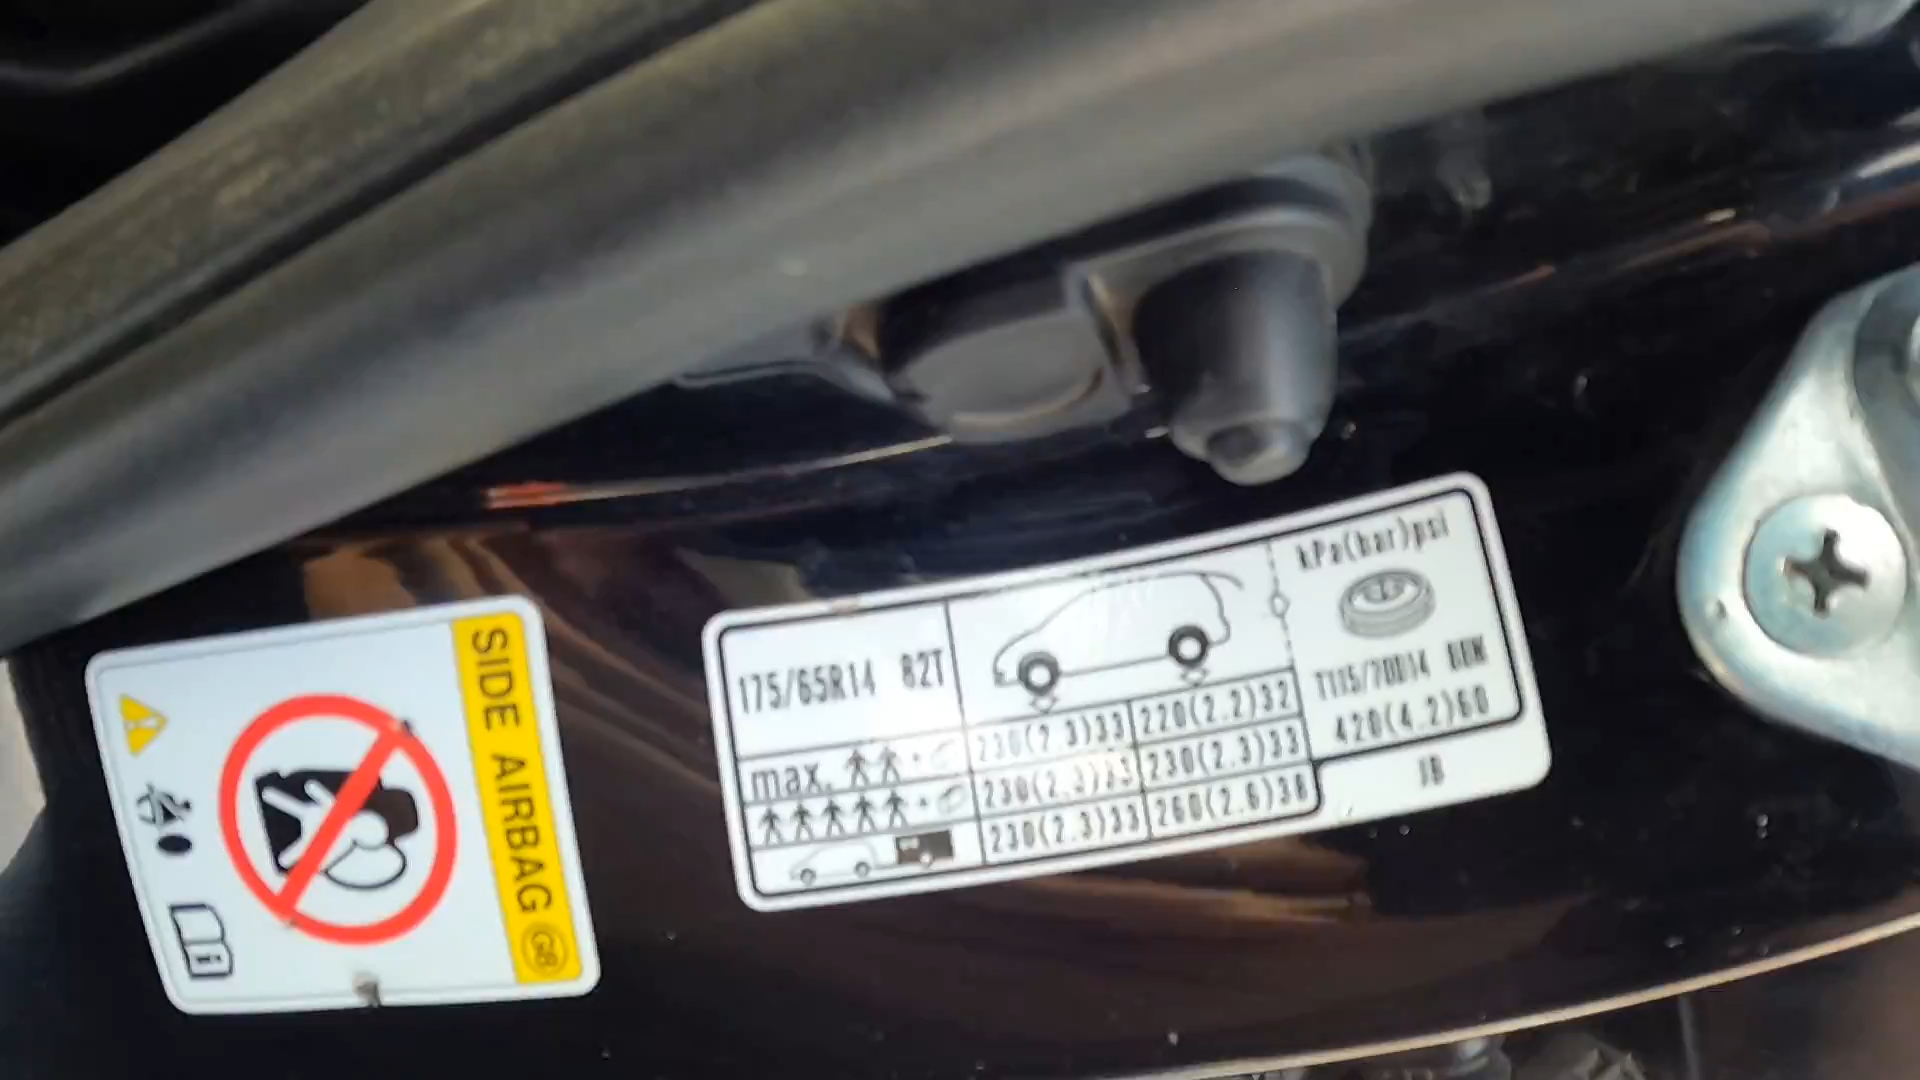 SIDE AIRBAG GB
175/65R14 82T
kPa(bar)psi
max.
230(2.3)33 220(2.2)32
230(2.3)33 230(2.3)33
230(2.3)33 260(2.6)38
420(4.2)60